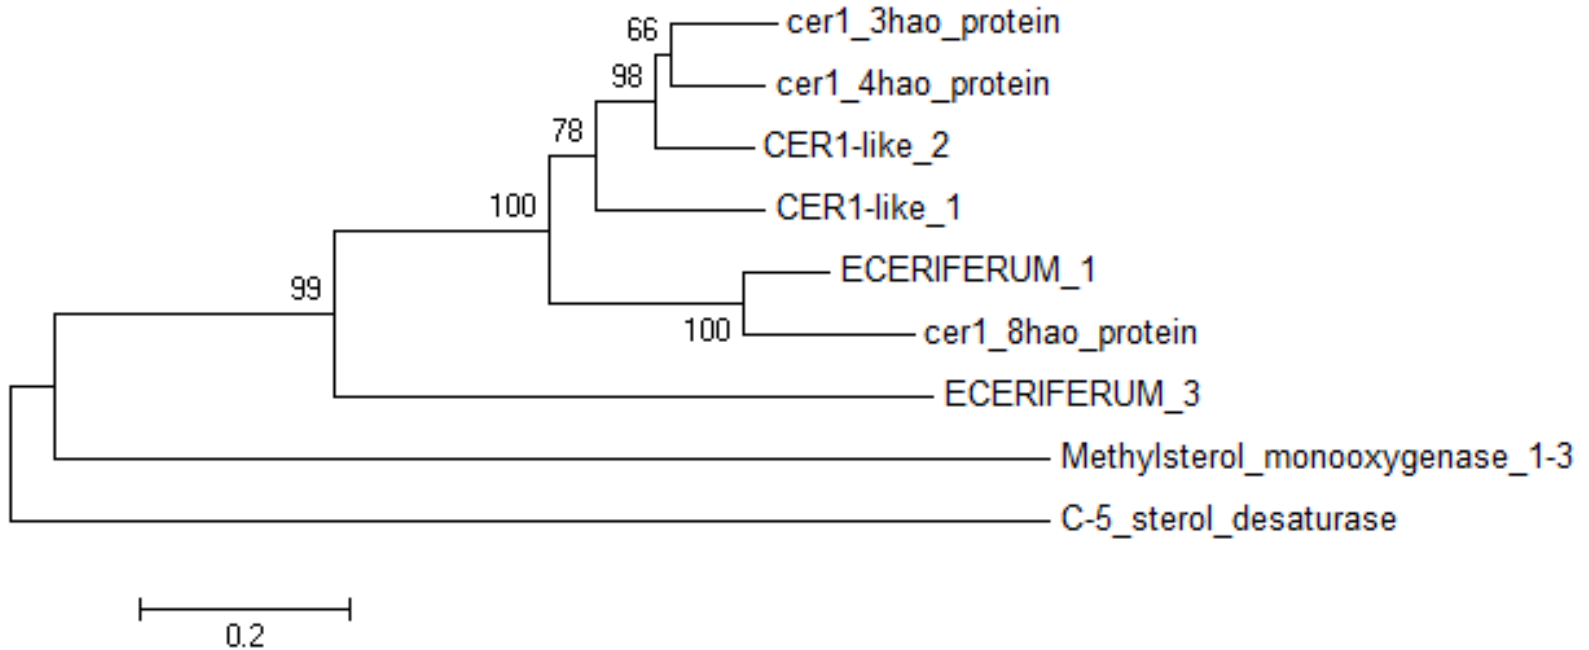 66
cer1_3hao_protein
98
cer1_4hao_protein
78
CER1-like_2
100
CER1-like_1
99
ECERIFERUM_1
100
cer1_8hao_protein
ECERIFERUM_3
Methylsterol_monooxygenase_1-3
C-5_sterol_desaturase
0.2